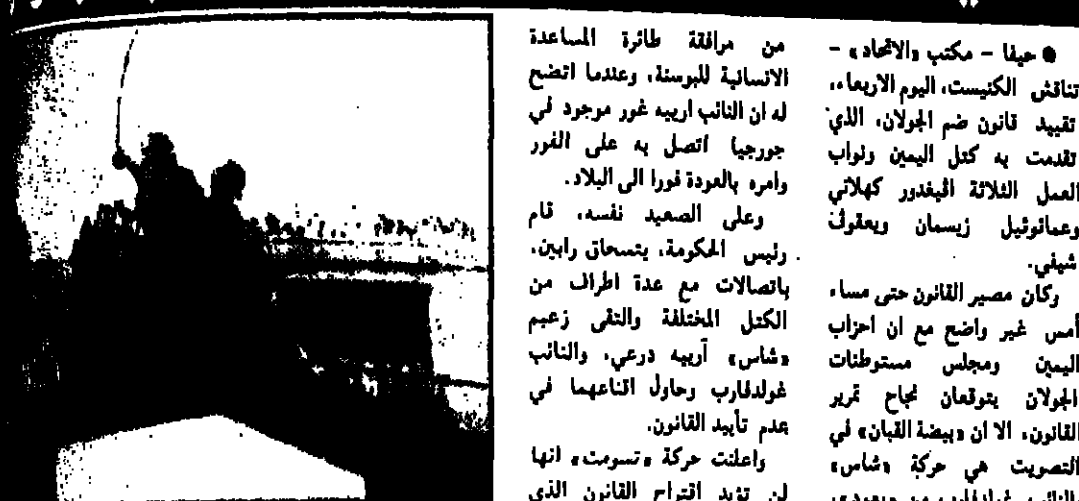 ● حيفا - مكتب «الاتحاد» -
تناقش الكنيست، اليوم الاربعاء،
تقييد قانون ضم الجولان، الذي
تقدمت به كتل اليمين ونواب
العمل الثلاثة اڤيغدور كهلاني
وعمانوئيل زيسمان ويعقوڤ
شيفي.
وكان مصير القانون حتى مساء
أمس غير واضح مع ان احزاب
اليمين ومجلس مستوطنات
الجولان يتوقعان نجاح تمرير
القانون، الا ان «بيضة القبان» في
التصويت هي حركة «شاس»
من مرافقة طائرة المساعدة
الانسانية للبوسنة، وعندما اتضح
له ان النائب اربيه غور موجود في
جورجيا اتصل به على الفور
وامره بالعودة فورا الى البلاد.
وعلى الصعيد نفسه، قام
رئيس الحكومة، يتسحاق رابين،
باتصالات مع عدة اطراف من
الكتل المختلفة والتقى زعيم
«شاس» آرييه درعي، والنائب
غولدفارب وحاول اقناعهما في
عدم تأييد القانون.
واعلنت حركة «تسومت» انها
لن تؤيد اقتراح القانون الذي